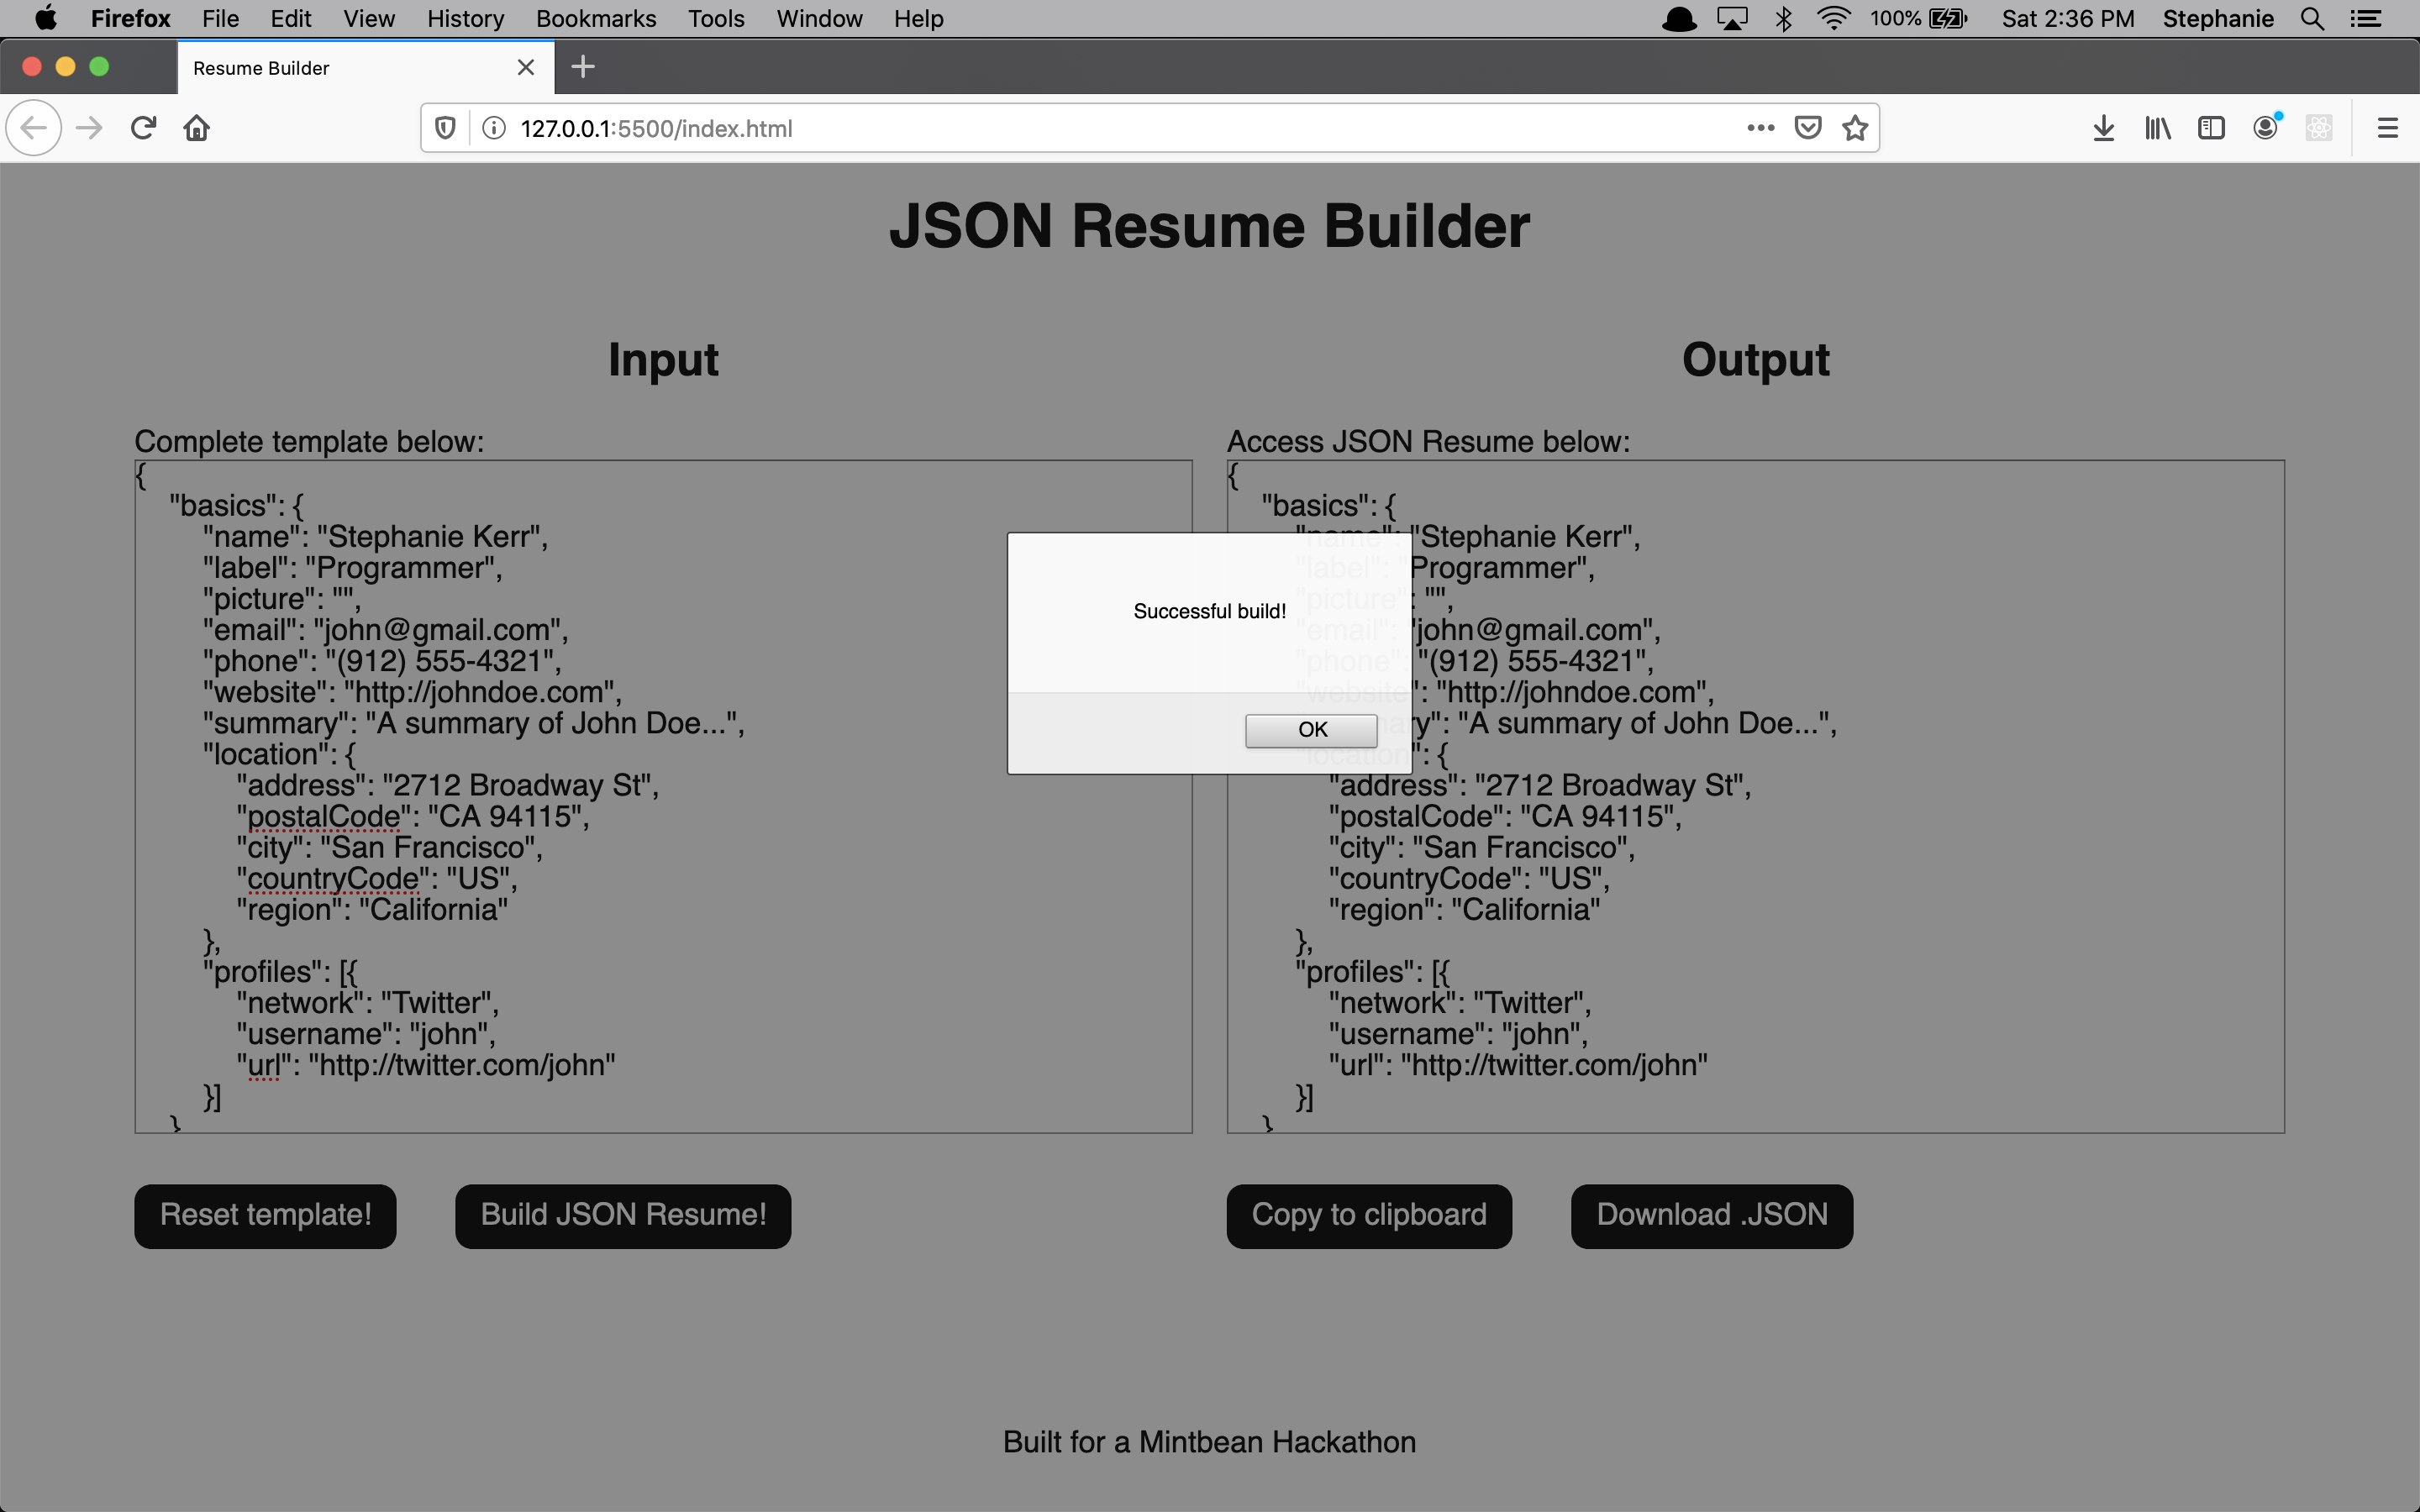 Firefox File Edit View History Bookmarks Tools Window Help 100% Sat 2:36 PM Stephanie
Resume Builder
127.0.0.1:5500/index.html
JSON Resume Builder
Input
Complete template below:
{
"basics": {
"name": "Stephanie Kerr",
"label": "Programmer",
"picture": "",
"email": "john@gmail.com",
"phone": "(912) 555-4321",
"website": "http://johndoe.com",
"summary": "A summary of John Doe...",
"location": {
"address": "2712 Broadway St",
"postalCode": "CA 94115",
"city": "San Francisco",
"countryCode": "US",
"region": "California"
},
"profiles": [{
"network": "Twitter",
"username": "john",
"url": "http://twitter.com/john"
}]
}
Reset template! Build JSON Resume!
Output
Access JSON Resume below:
{
"basics": {
"name": "Stephanie Kerr",
"label": "Programmer",
"picture": "",
"email": "john@gmail.com",
"phone": "(912) 555-4321",
"website": "http://johndoe.com",
ry": "A summary of John Doe...",
"location": {
"address": "2712 Broadway St",
"postalCode": "CA 94115",
"city": "San Francisco",
"countryCode": "US",
"region": "California"
},
"profiles": [{
"network": "Twitter",
"username": "john",
"url": "http://twitter.com/john"
}]
}
Copy to clipboard Download .JSON
Successful build!
OK
Built for a Mintbean Hackathon